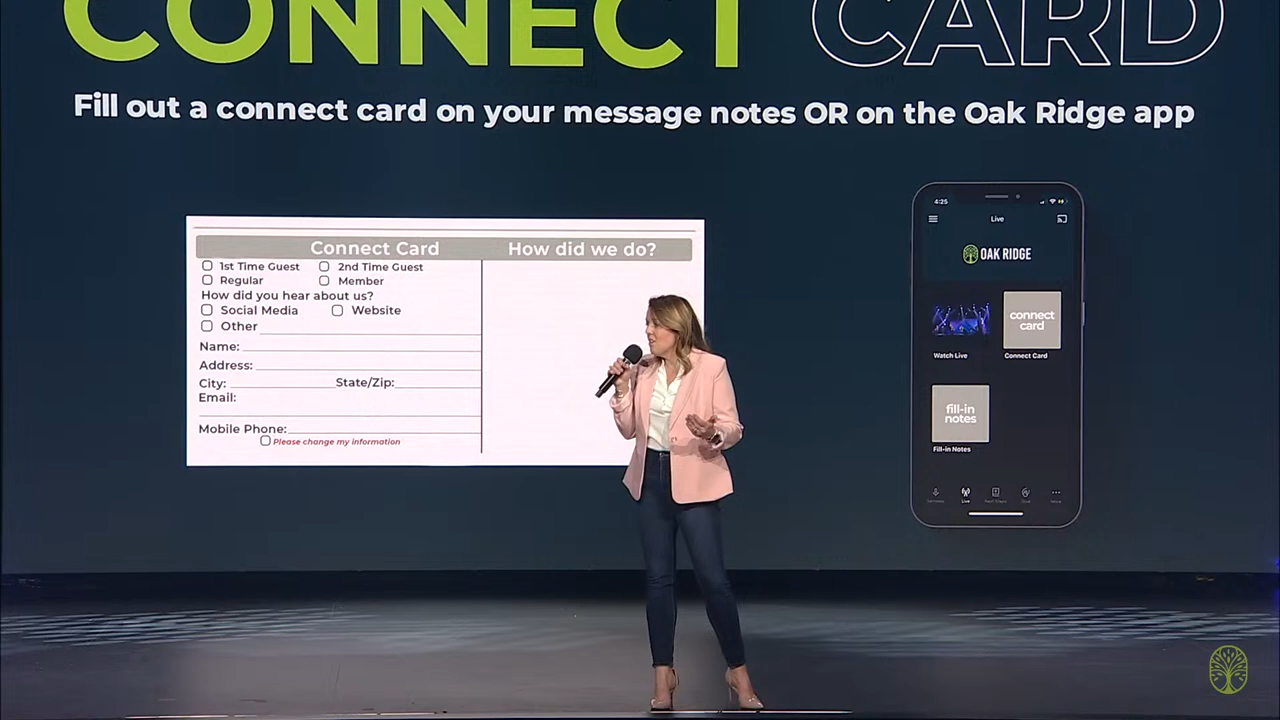 CONNECT CARD
Fill out a connect card on your message notes OR on the Oak Ridge app
Connect Card
How did we do?
1st Time Guest
2nd Time Guest
Regular
Member
How did you hear about us?
Social Media
Website
Other
Name:
Address:
City:
State/Zip:
Email:
Mobile Phone:
Please change my information
4:25
Live
OAK RIDGE
connect
card
Watch Live
Connect Card
fill-in
notes
Fill-in Notes
Live